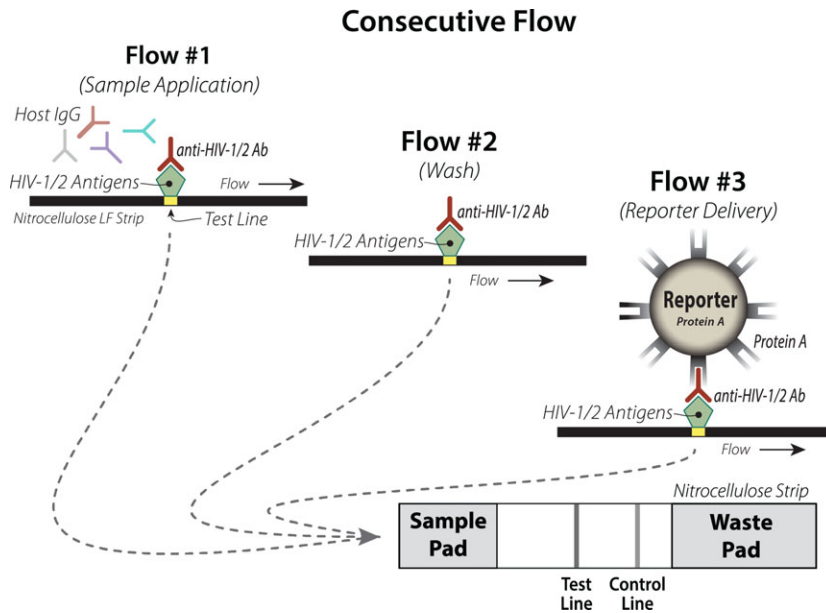 Consecutive Flow
Flow #1
(Sample Application)
Host IgG
anti-HIV-1/2 Ab
HIV-1/2 Antigens
Flow
Nitrocellulose LF Strip
Test Line
Flow #2
(Wash)
anti-HIV-1/2 Ab
HIV-1/2 Antigens
Flow
Flow #3
(Reporter Delivery)
Reporter
Protein A
Protein A
anti-HIV-1/2 Ab
HIV-1/2 Antigens
Flow
Nitrocellulose Strip
Sample
Pad
Waste
Pad
Test
Line
Control
Line